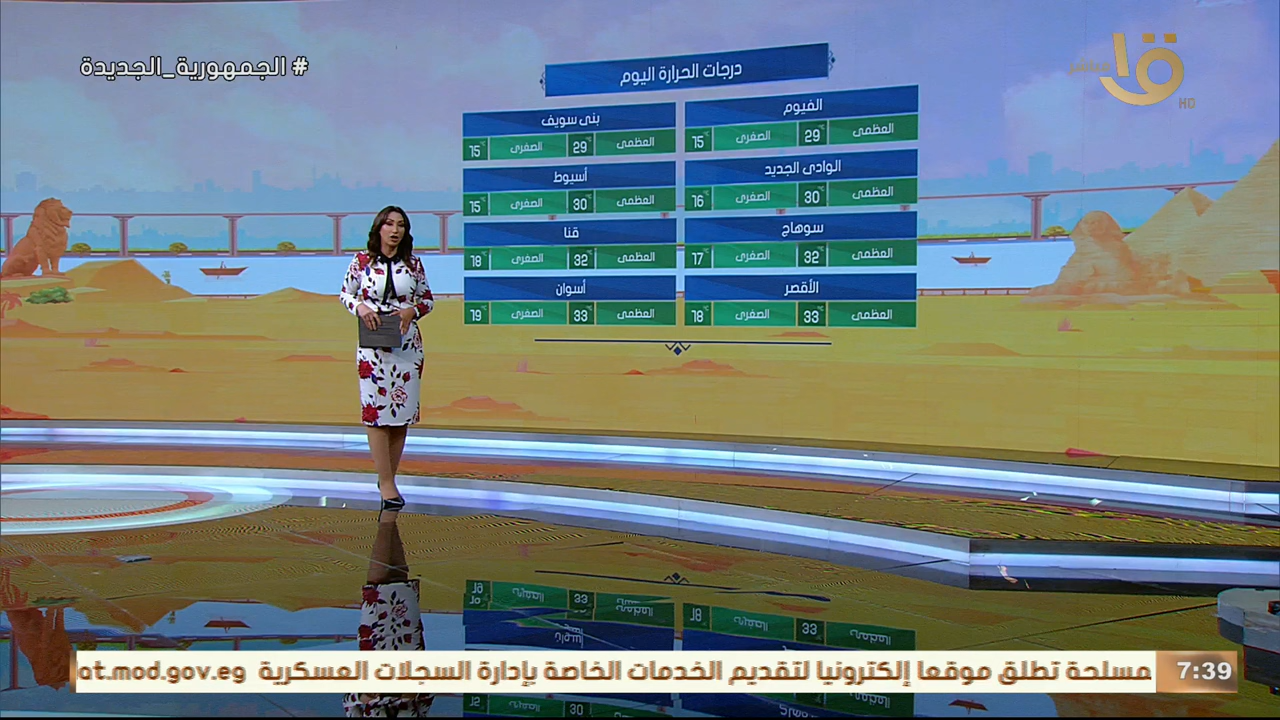 # الجمهورية_الجديدة
مباشر
HD
درجات الحرارة اليوم
الفيوم
العظمى 29°c الصغرى 15°c
بنى سويف
العظمى 29°c الصغرى 15°c
الوادى الجديد
العظمى 30°c الصغرى 16°c
أسيوط
العظمى 30°c الصغرى 15°c
سوهاج
العظمى 32°c الصغرى 17°c
قنا
العظمى 32°c الصغرى 18°c
الأقصر
العظمى 33°c الصغرى 18°c
أسوان
العظمى 33°c الصغرى 19°c
7:39
مسلحة تطلق موقعا إلكترونيا لتقديم الخدمات الخاصة بإدارة السجلات العسكرية at.mod.gov.eg